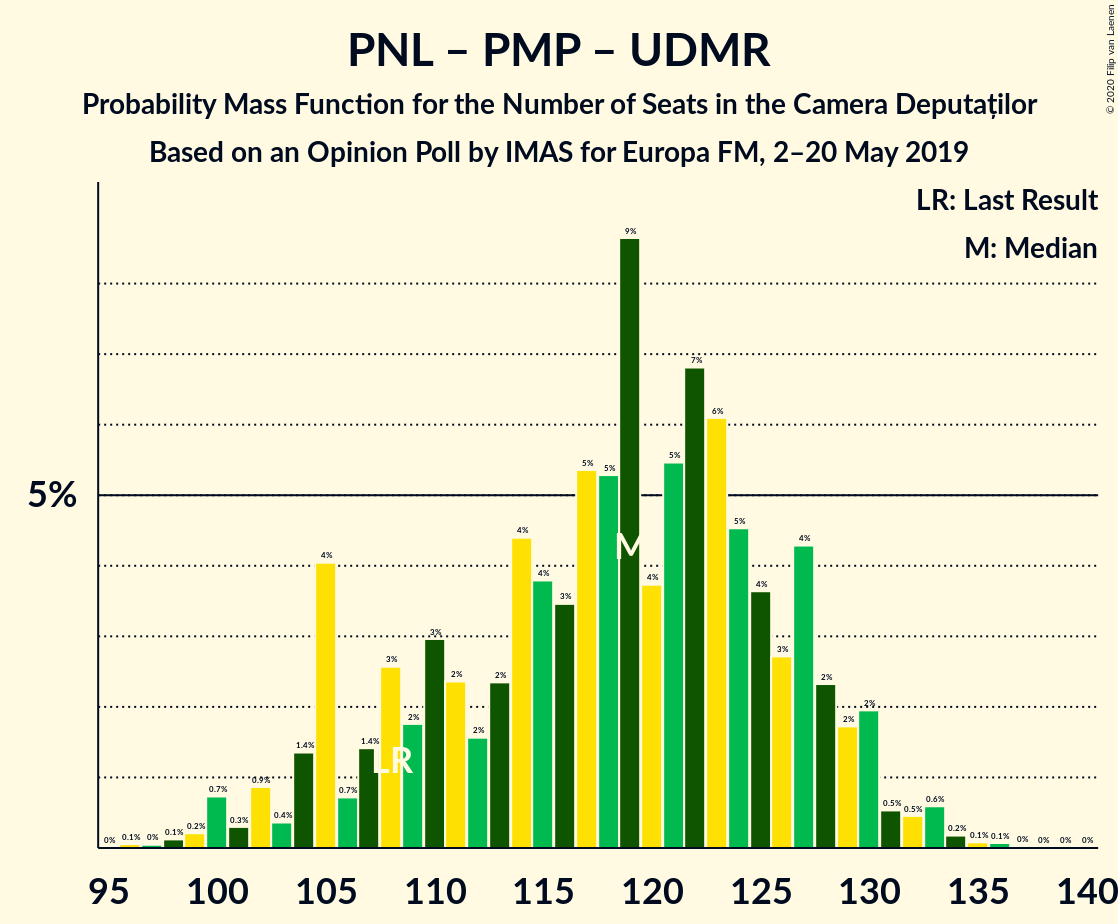 PNL – PMP – UDMR
Probability Mass Function for the Number of Seats in the Camera Deputaților
Based on an Opinion Poll by IMAS for Europa FM, 2–20 May 2019
© 2020 Filip van Laenen
LR: Last Result
M: Median
5%
0% 0.1% 0% 0.1% 0.2% 0.7% 0.3% 0.9% 0.4% 1.4% 4% 0.7% 1.4% 3% 2% 3% 2% 2% 2% 4% 4% 3% 5% 5% 9% 4% 5% 7% 6% 5% 4% 3% 4% 2% 2% 2% 0.5% 0.5% 0.6% 0.2% 0.1% 0.1% 0% 0% 0% 0%
M
LR
95 100 105 110 115 120 125 130 135 140